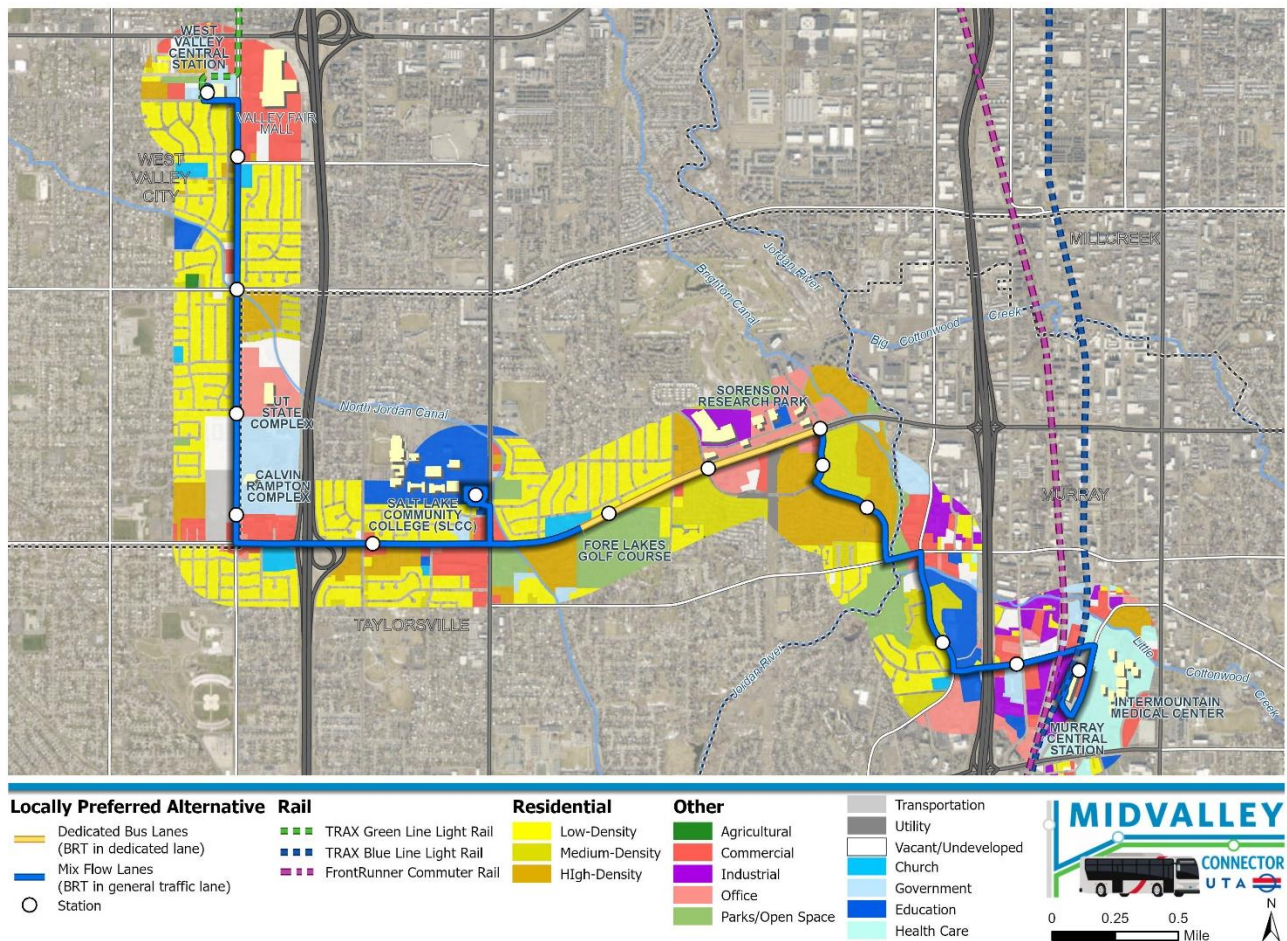 WEST
VALLEY
CENTRAL
STATION
VALLEY FAIR
MALL
WEST
VALLEY
CITY
MILLCREEK
Jordan River
Brighton Canal
Big Cottonwood Creek
UT
STATE
COMPLEX
North Jordan Canal
SORENSON
RESEARCH PARK
CALVIN
RAMPTON
COMPLEX
SALT LAKE
COMMUNITY
COLLEGE (SLCC)
MURRAY
FORE LAKES
GOLF COURSE
TAYLORSVILLE
Jordan River
Little Cottonwood Creek
INTERMOUNTAIN
MEDICAL CENTER
MURRAY
CENTRAL
STATION
Locally Preferred Alternative
Dedicated Bus Lanes
(BRT in dedicated lane)
Mix Flow Lanes
(BRT in general traffic lane)
Station
Rail
TRAX Green Line Light Rail
TRAX Blue Line Light Rail
FrontRunner Commuter Rail
Residential
Low-Density
Medium-Density
HIgh-Density
Other
Agricultural
Commercial
Industrial
Office
Parks/Open Space
Transportation
Utility
Vacant/Undeveloped
Church
Government
Education
Health Care
MIDVALLEY
CONNECTOR
UTA
N
0 0.25 0.5
Mile